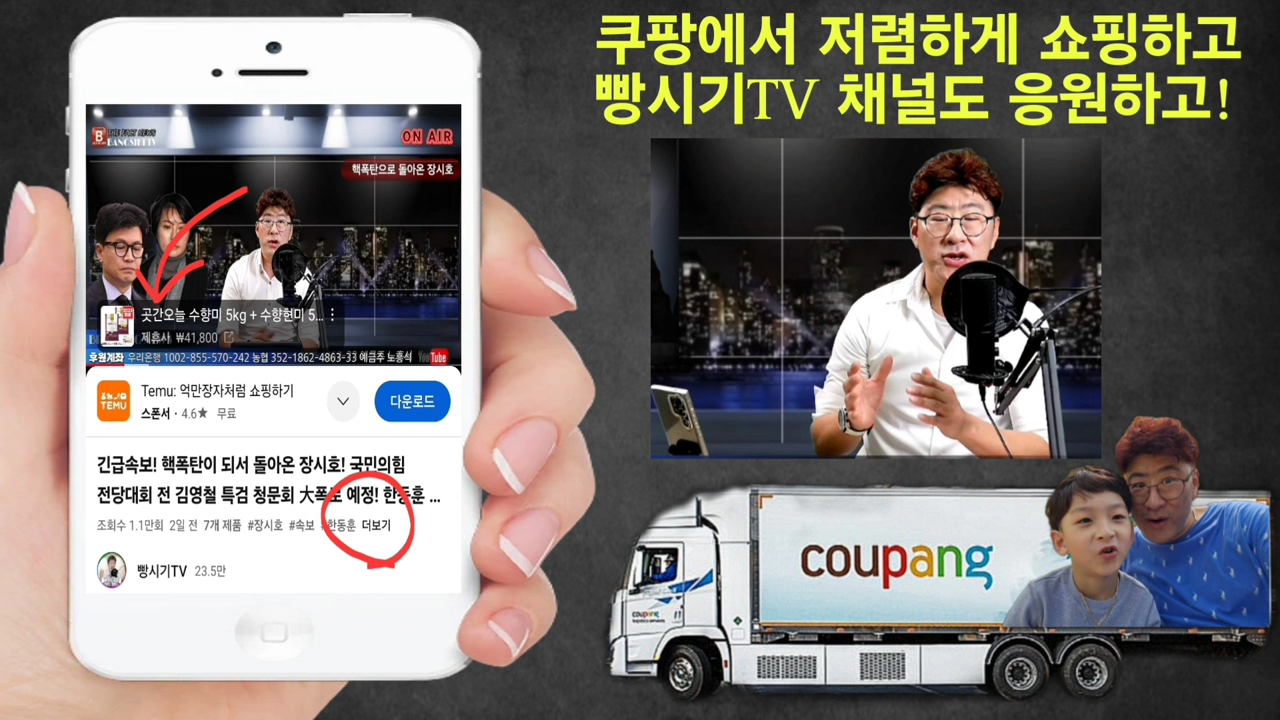 쿠팡에서 저렴하게 쇼핑하고
빵시기TV 채널도 응원하고!
B
THE FACT NEWS
BANGSIKI TV
ON AIR
핵폭탄으로 돌아온 장시호
곳간오늘 수향미 5kg + 수향현미 5...
제휴사 ₩41,800
후원계좌 우리은행 1002-855-570-242 농협 352-1862-4863-33 예금주 노흥석 YouTube
TEMU
Temu: 억만장자처럼 쇼핑하기
스폰서 · 4.6★ 무료
다운로드
긴급속보! 핵폭탄이 되서 돌아온 장시호! 국민의힘
전당대회 전 김영철 특검 청문회 大폭로 예정! 한동훈 ...
조회수 1.1만회 2일 전 7개 제품 #장시호 #속보 #한동훈 더보기
빵시기TV 23.5만
coupang
coupang